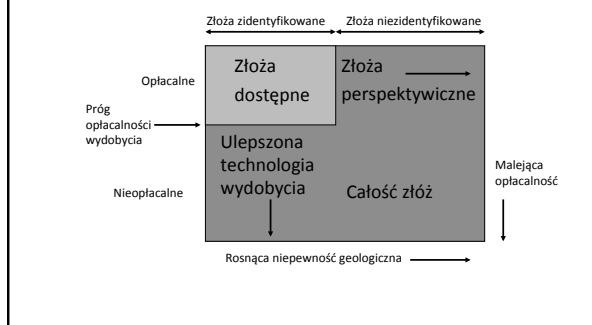 Złoża zidentyfikowane
Złoża niezidentyfikowane
Opłacalne
Złoża
dostępne
Złoża
perspektywiczne
Próg
opłacalności
wydobycia
Ulepszona
technologia
wydobycia
Nieopłacalne
Całość złóż
Malejąca
opłacalność
Rosnąca niepewność geologiczna